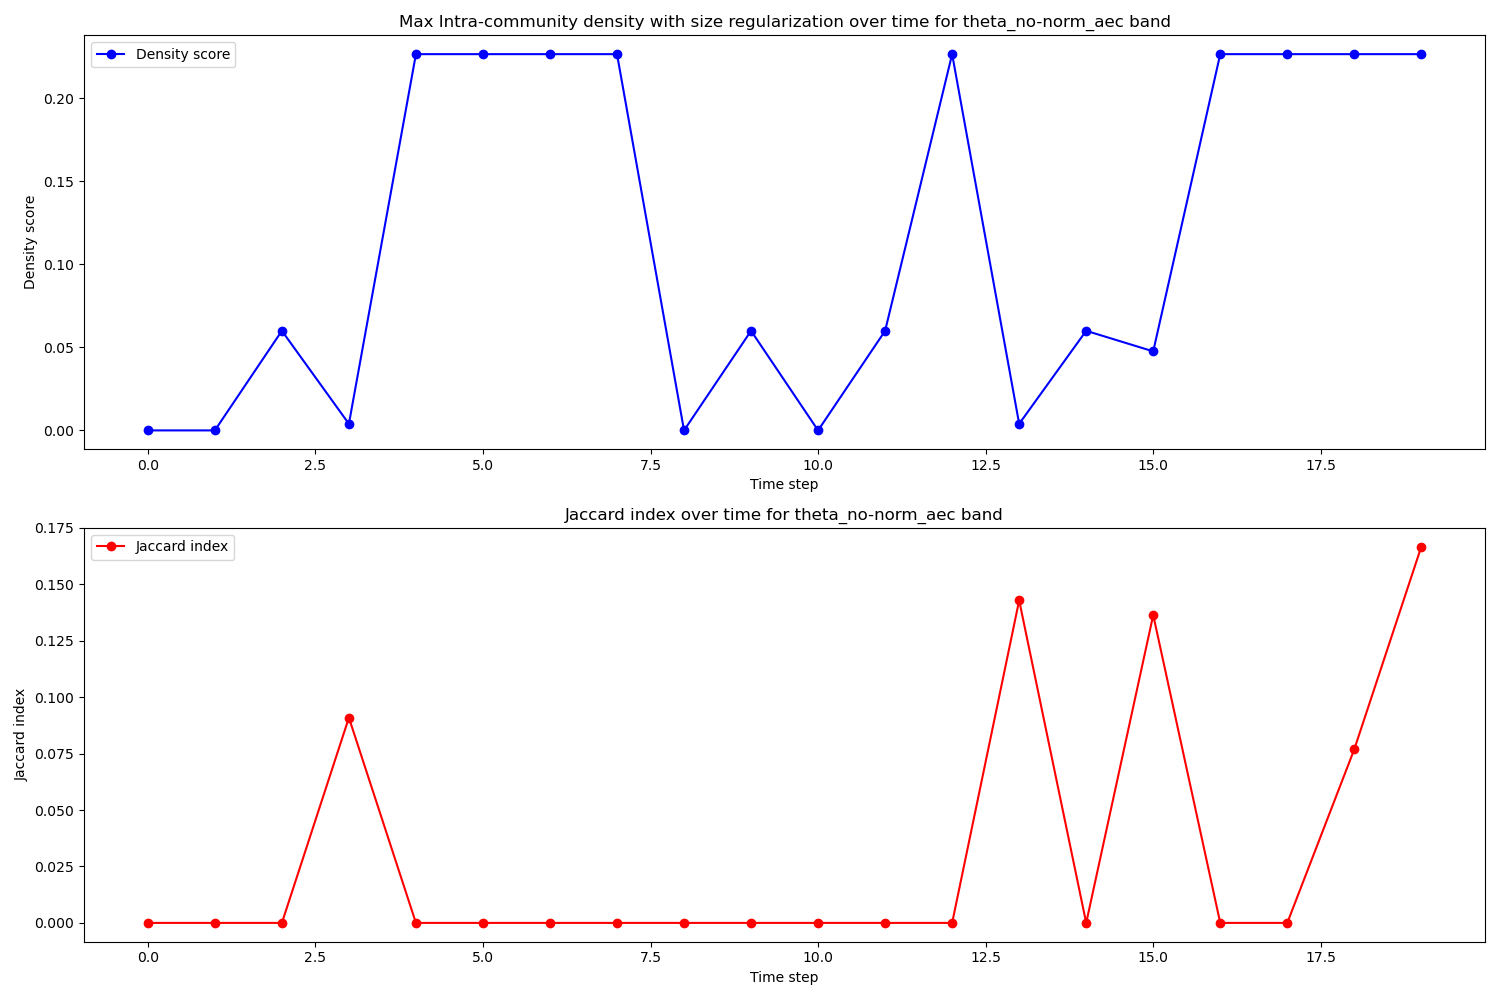 Max Intra-community density with size regularization over time for theta_no-norm_aec band
Density score
Density score
0.20
0.15
0.10
0.05
0.00
0.0 2.5 5.0 7.5 10.0 12.5 15.0 17.5
Time step
Jaccard index over time for theta_no-norm_aec band
Jaccard index
Jaccard index
0.175
0.150
0.125
0.100
0.075
0.050
0.025
0.000
0.0 2.5 5.0 7.5 10.0 12.5 15.0 17.5
Time step